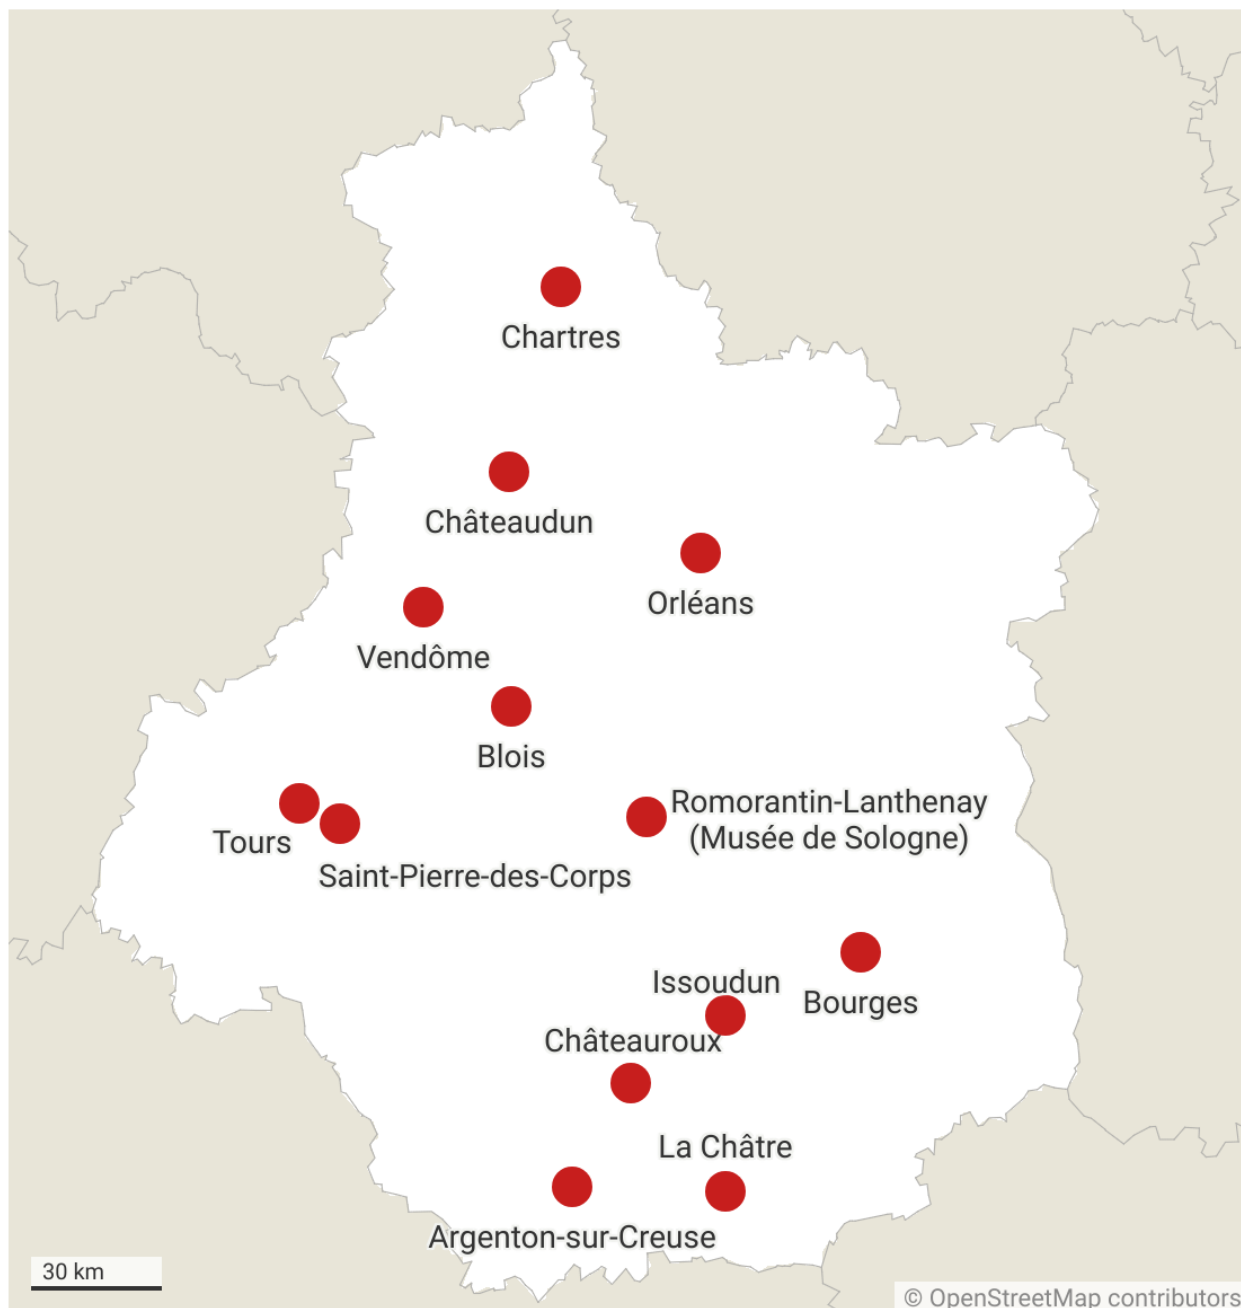 Chartres
Châteaudun
Orléans
Vendôme
Blois
Romorantin-Lanthenay
(Musée de Sologne)
Tours
Saint-Pierre-des-Corps
Issoudun
Bourges
Châteauroux
La Châtre
Argenton-sur-Creuse
30 km
© OpenStreetMap contributors